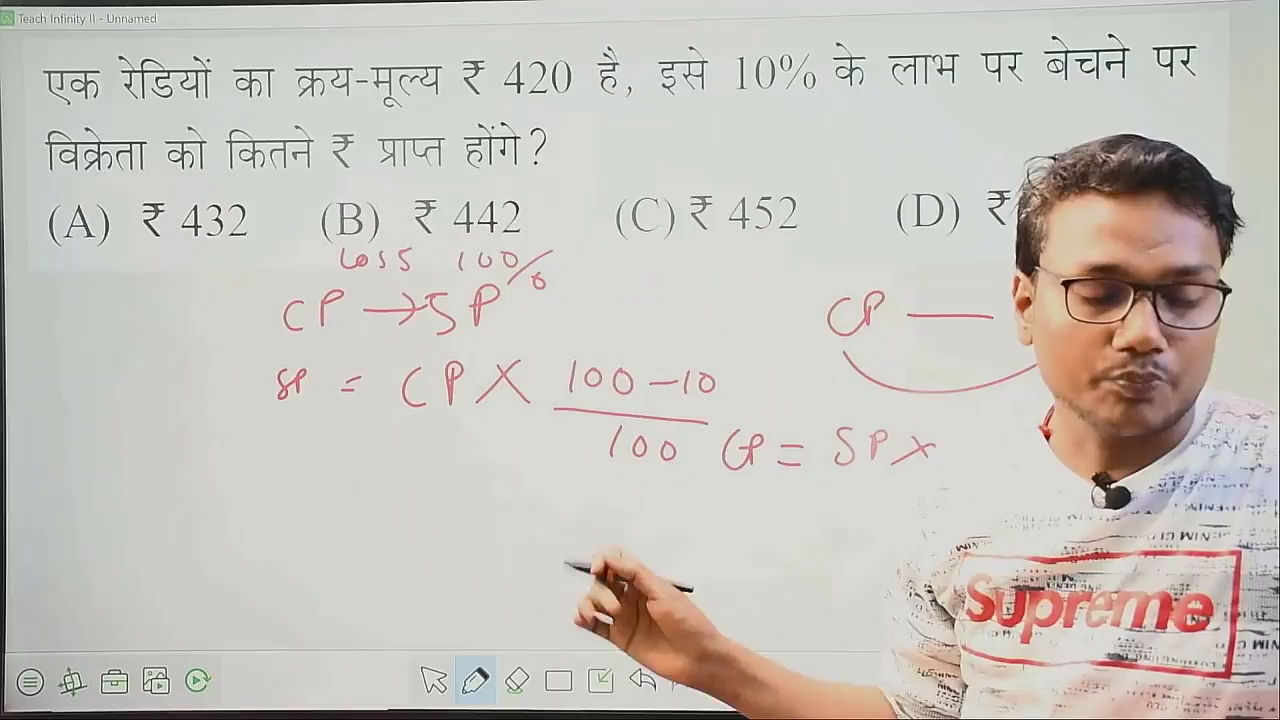 Teach Infinity II - Unnamed
एक रेडियों का क्रय-मूल्य ₹ 420 है, इसे 10% के लाभ पर बेचने पर
विक्रेता को कितने ₹ प्राप्त होंगे?
(A) ₹ 432 (B) ₹ 442 (C) ₹ 452 (D) ₹
Loss 10%
CP → SP
CP —
SP = CP X 100 - 10
100
CP = SP X
Supreme